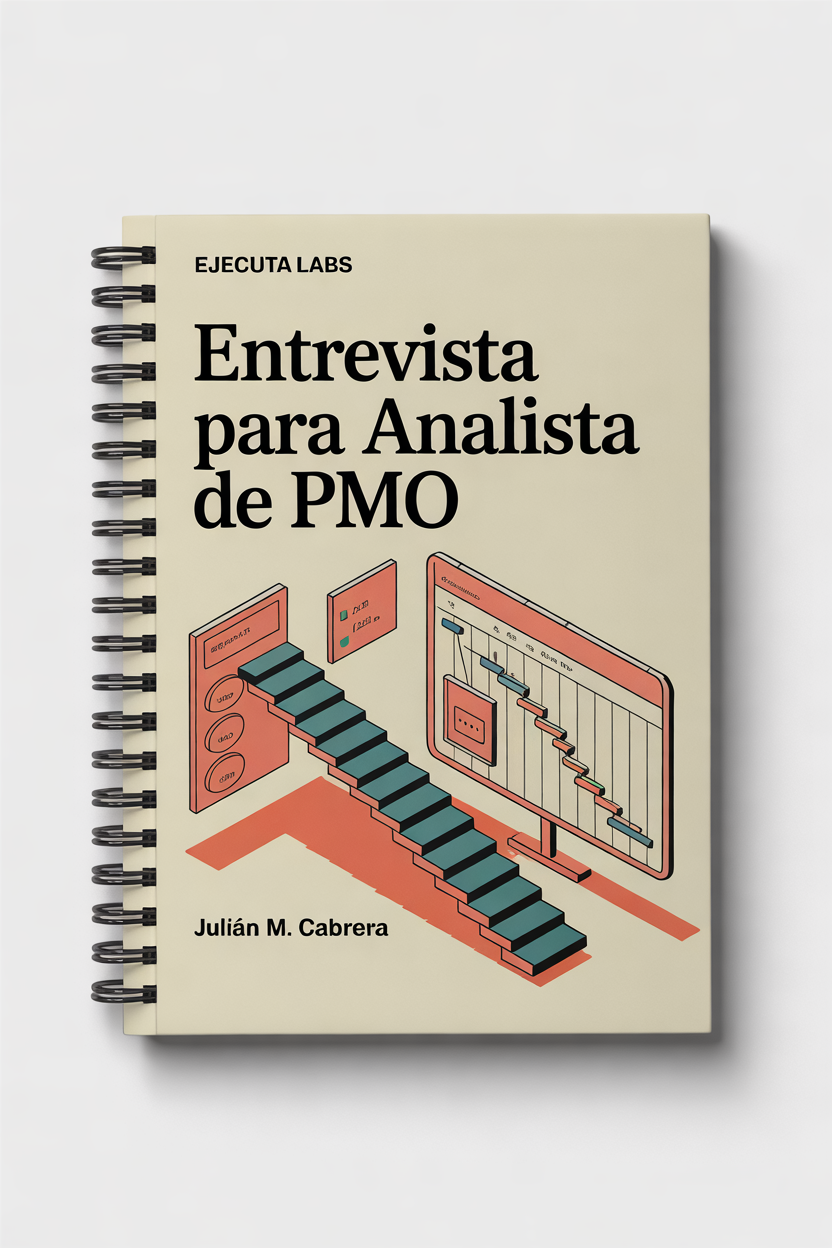 EJECUTA LABS
Entrevista
para Analista
de PMO
Julián M. Cabrera